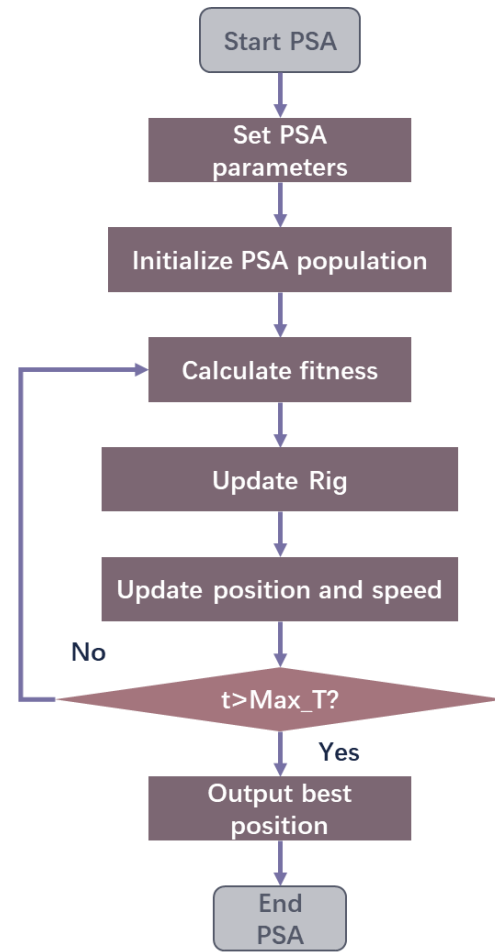 Start PSA
Set PSA
parameters
Initialize PSA population
Calculate fitness
Update Rig
Update position and speed
No
t>Max_T?
Yes
Output best
position
End
PSA